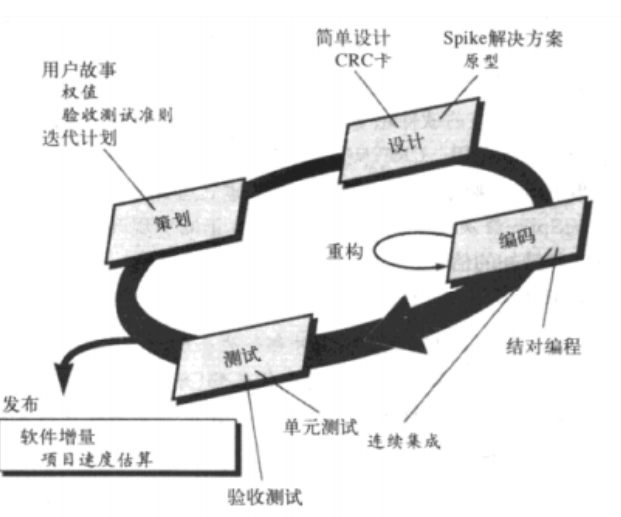 简单设计
CRC卡
Spike解决方案
原型
用户故事
权值
验收测试准则
迭代计划
设计
策划
编码
重构
测试
结对编程
发布
软件增量
项目速度估算
单元测试
连续集成
验收测试